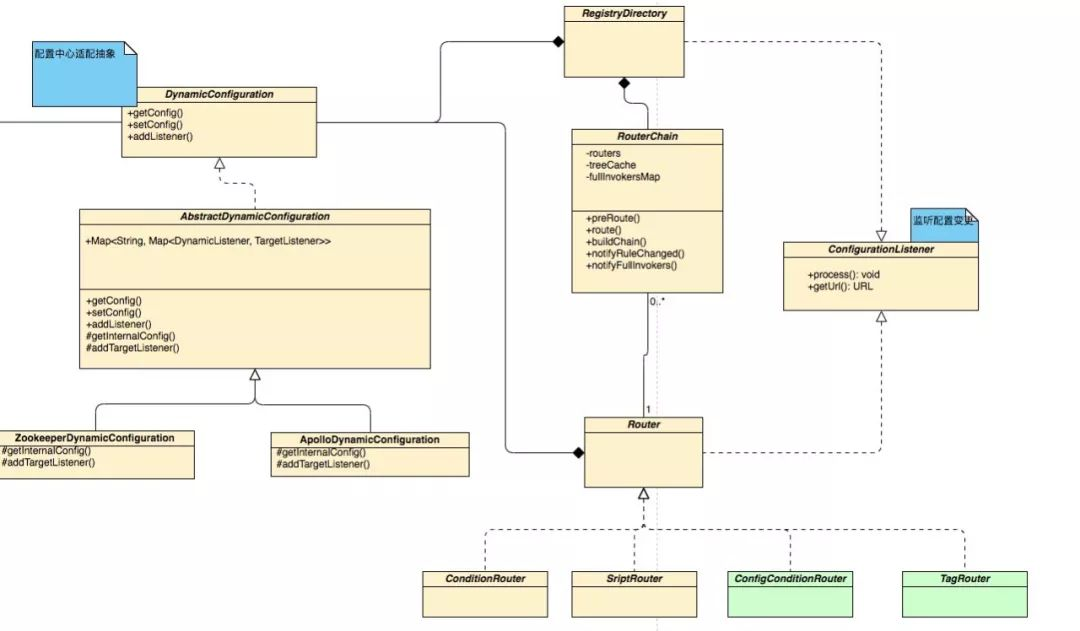 RegistryDirectory
配置中心适配抽象
DynamicConfiguration
+getConfig()
+setConfig()
+addListener()
RouterChain
-routers
-treeCache
-fullInvokersMap
+preRoute()
+route()
+buildChain()
+notifyRuleChanged()
+notifyFullInvokers()
0..*
AbstractDynamicConfiguration
+Map<String, Map<DynamicListener, TargetListener>>
+getConfig()
+setConfig()
+addListener()
#getInternalConfig()
#addTargetListener()
监听配置变更
ConfigurationListener
+process(): void
+getUrl(): URL
ZookeeperDynamicConfiguration
#getInternalConfig()
#addTargetListener()
ApolloDynamicConfiguration
#getInternalConfig()
#addTargetListener()
1
Router
ConditionRouter
SriptRouter
ConfigConditionRouter
TagRouter